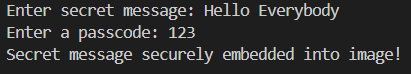 Enter secret message: Hello Everybody
Enter a passcode: 123
Secret message securely embedded into image!